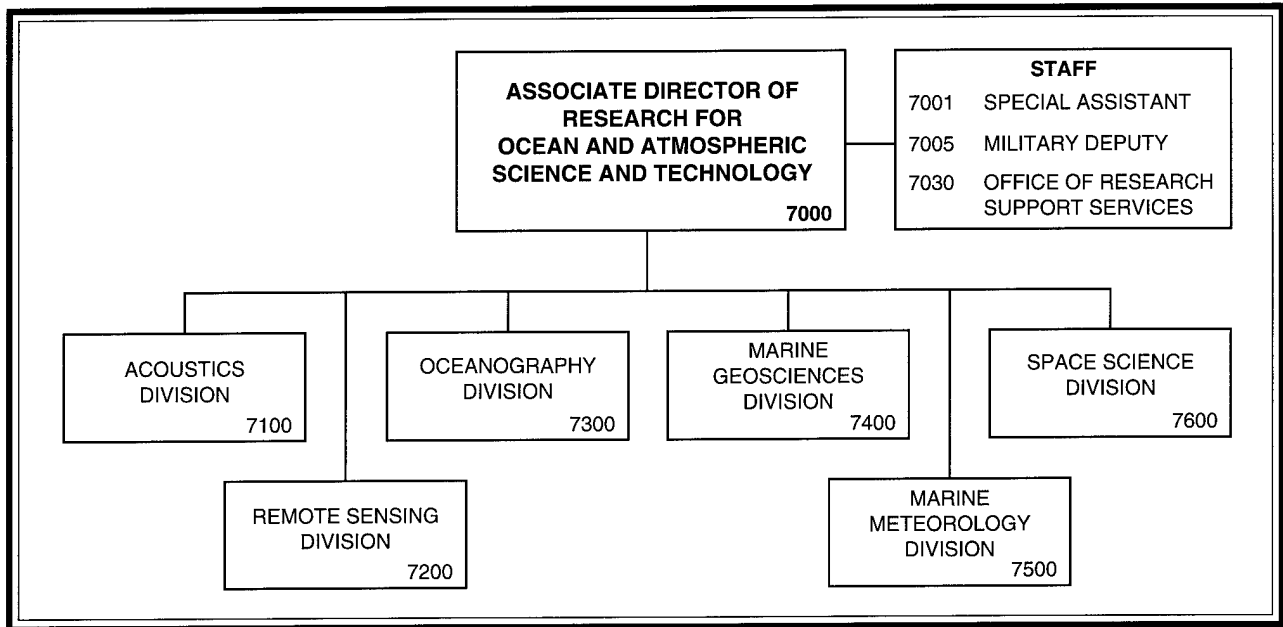 ASSOCIATE DIRECTOR OF
RESEARCH FOR
OCEAN AND ATMOSPHERIC
SCIENCE AND TECHNOLOGY
7000
STAFF
7001 SPECIAL ASSISTANT
7005 MILITARY DEPUTY
7030 OFFICE OF RESEARCH
SUPPORT SERVICES
ACOUSTICS
DIVISION
7100
OCEANOGRAPHY
DIVISION
7300
MARINE
GEOSCIENCES
DIVISION
7400
SPACE SCIENCE
DIVISION
7600
REMOTE SENSING
DIVISION
7200
MARINE
METEOROLOGY
DIVISION
7500